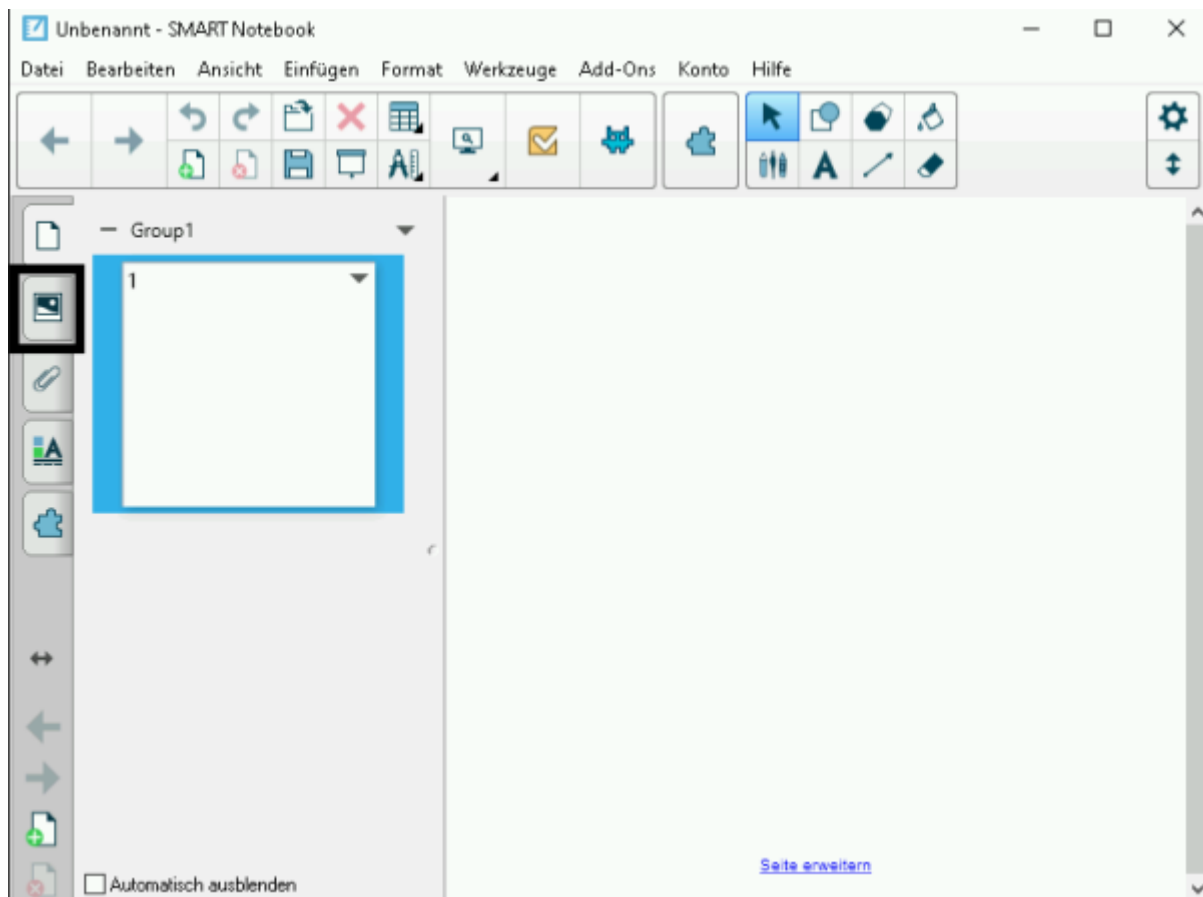 Unbenannt - SMART Notebook
Datei Bearbeiten Ansicht Einfügen Format Werkzeuge Add-Ons Konto Hilfe
Group1
1
Seite erweitern
Automatisch ausblenden